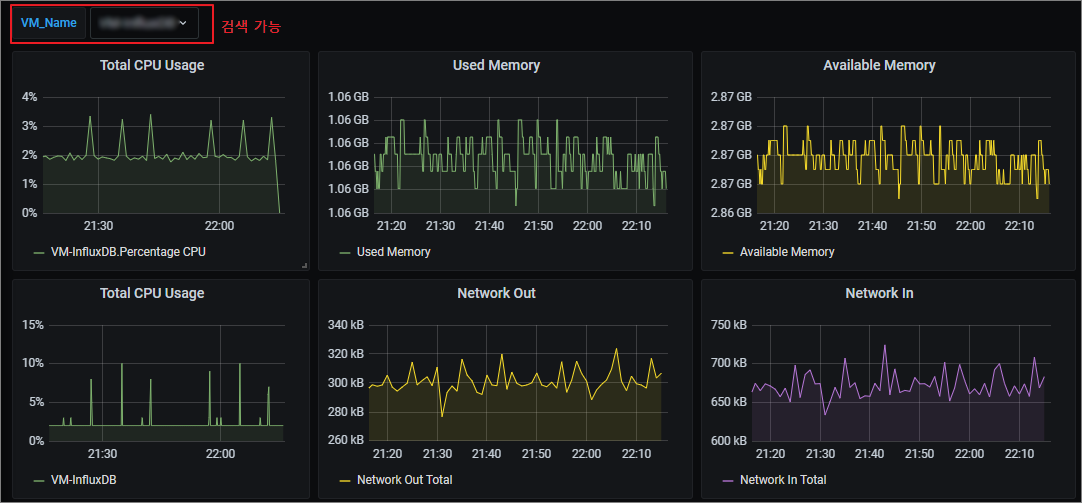 VM_Name
검색 가능
Total CPU Usage
4%
3%
2%
1%
0%
21:30 22:00
VM-InfluxDB.Percentage CPU
Used Memory
1.06 GB
1.06 GB
1.06 GB
1.06 GB
1.06 GB
1.06 GB
21:20 21:30 21:40 21:50 22:00 22:10
Used Memory
Available Memory
2.87 GB
2.87 GB
2.87 GB
2.87 GB
2.86 GB
21:20 21:30 21:40 21:50 22:00 22:10
Available Memory
Total CPU Usage
15%
10%
5%
0%
21:30 22:00
VM-InfluxDB
Network Out
340 kB
320 kB
300 kB
280 kB
260 kB
21:20 21:30 21:40 21:50 22:00 22:10
Network Out Total
Network In
750 kB
700 kB
650 kB
600 kB
21:20 21:30 21:40 21:50 22:00 22:10
Network In Total